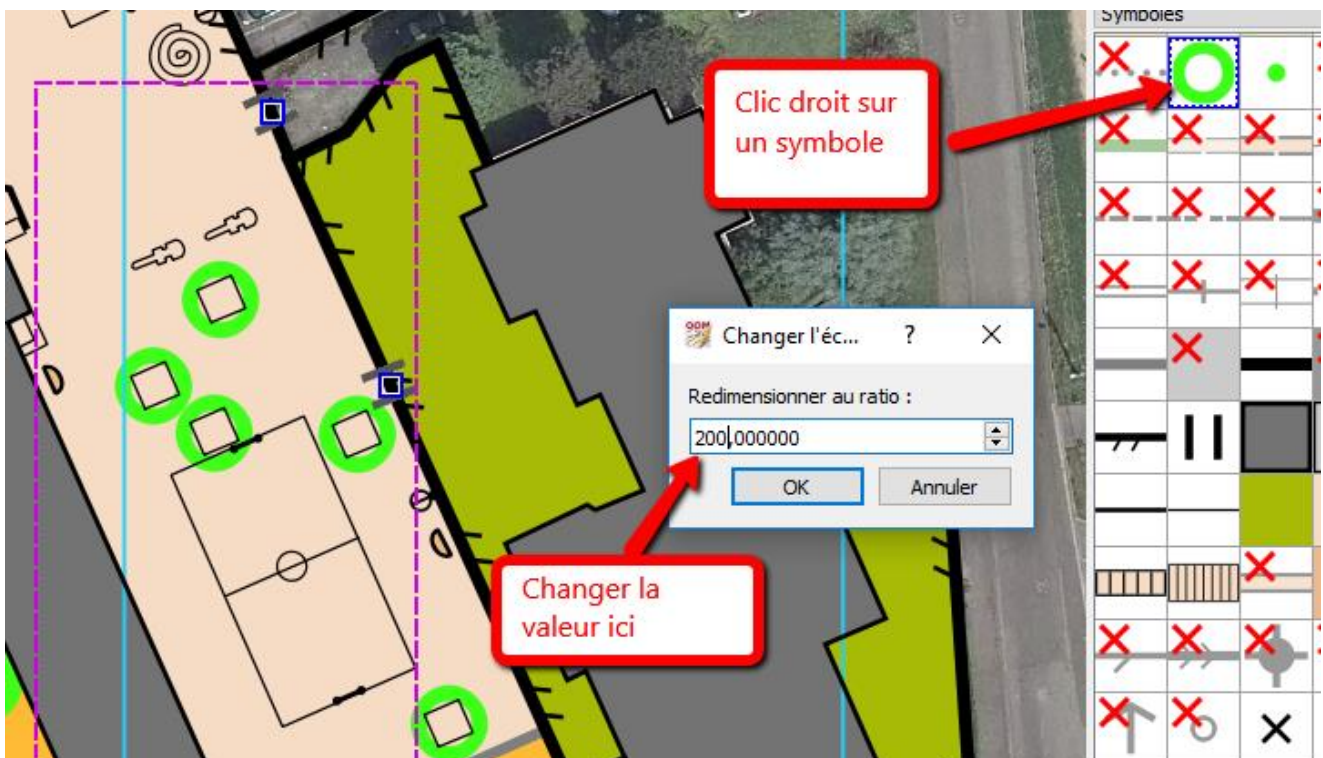 Symboles
Clic droit sur
un symbole
OOM Changer l'éc... ?
Redimensionner au ratio :
200,000000
OK Annuler
Changer la
valeur ici